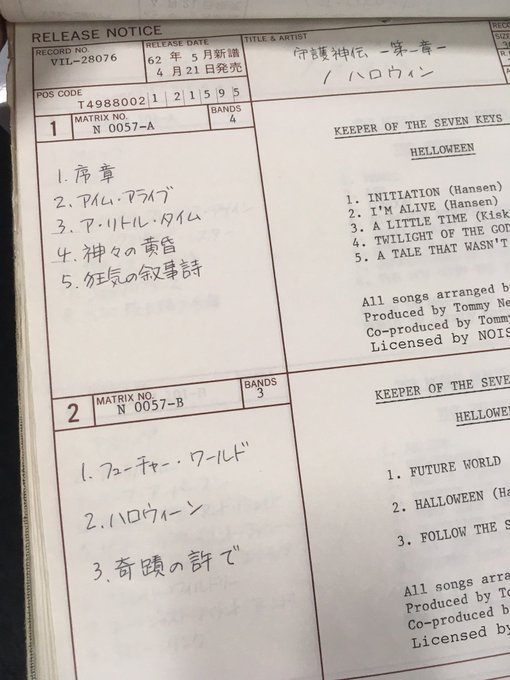 RELEASE NOTICE
RECORD NO.
VIL-28076
RELEASE DATE
62年 5月新譜
4月21日発売
TITLE & ARTIST
守護神伝 -第一章-
/ ハロウィン
POS CODE
T4988002121595
1
MATRIX NO.
N 0057-A
BANDS
4
1. 序章
2. アイム・アライブ
3. ア・リトル・タイム
4. 神々の黄昏
5. 狂気の叙事詩
KEEPER OF THE SEVEN KEYS
HELLOWEEN
1. INITIATION (Hansen)
2. I'M ALIVE (Hansen)
3. A LITTLE TIME (Kisk
4. TWILIGHT OF THE GOD
5. A TALE THAT WASN'T
All songs arranged b
Produced by Tommy Ne
Co-produced by Tommy
Licensed by NOIS
2
MATRIX NO.
N 0057-B
BANDS
3
1. フューチャー・ワールド
2. ハロウィーン
3. 奇蹟の許で
KEEPER OF THE SEVE
HELLOWE
1. FUTURE WORLD
2. HALLOWEEN (Ha
3. FOLLOW THE S
All songs arra
Produced by To
Co-produced b
Licensed by